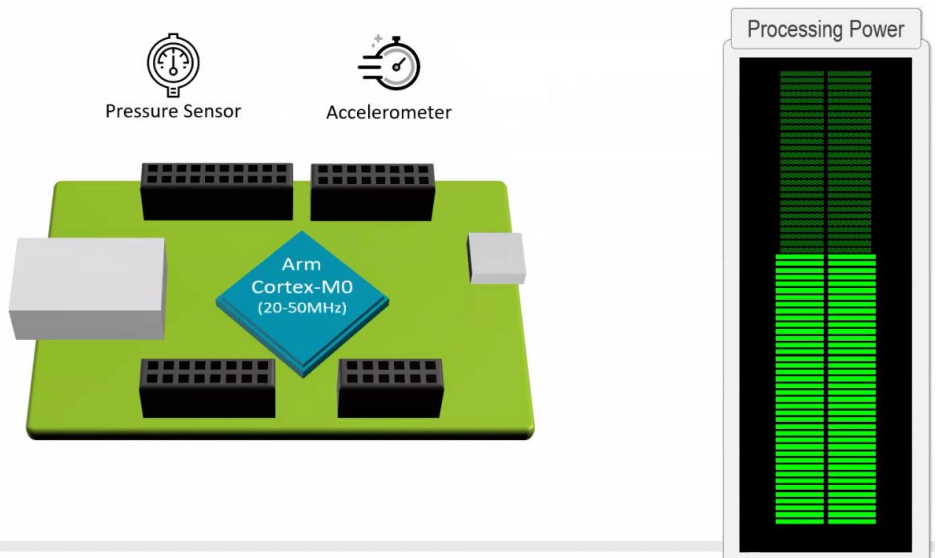 Processing Power
Pressure Sensor
Accelerometer
Arm
Cortex-M0
(20-50MHz)